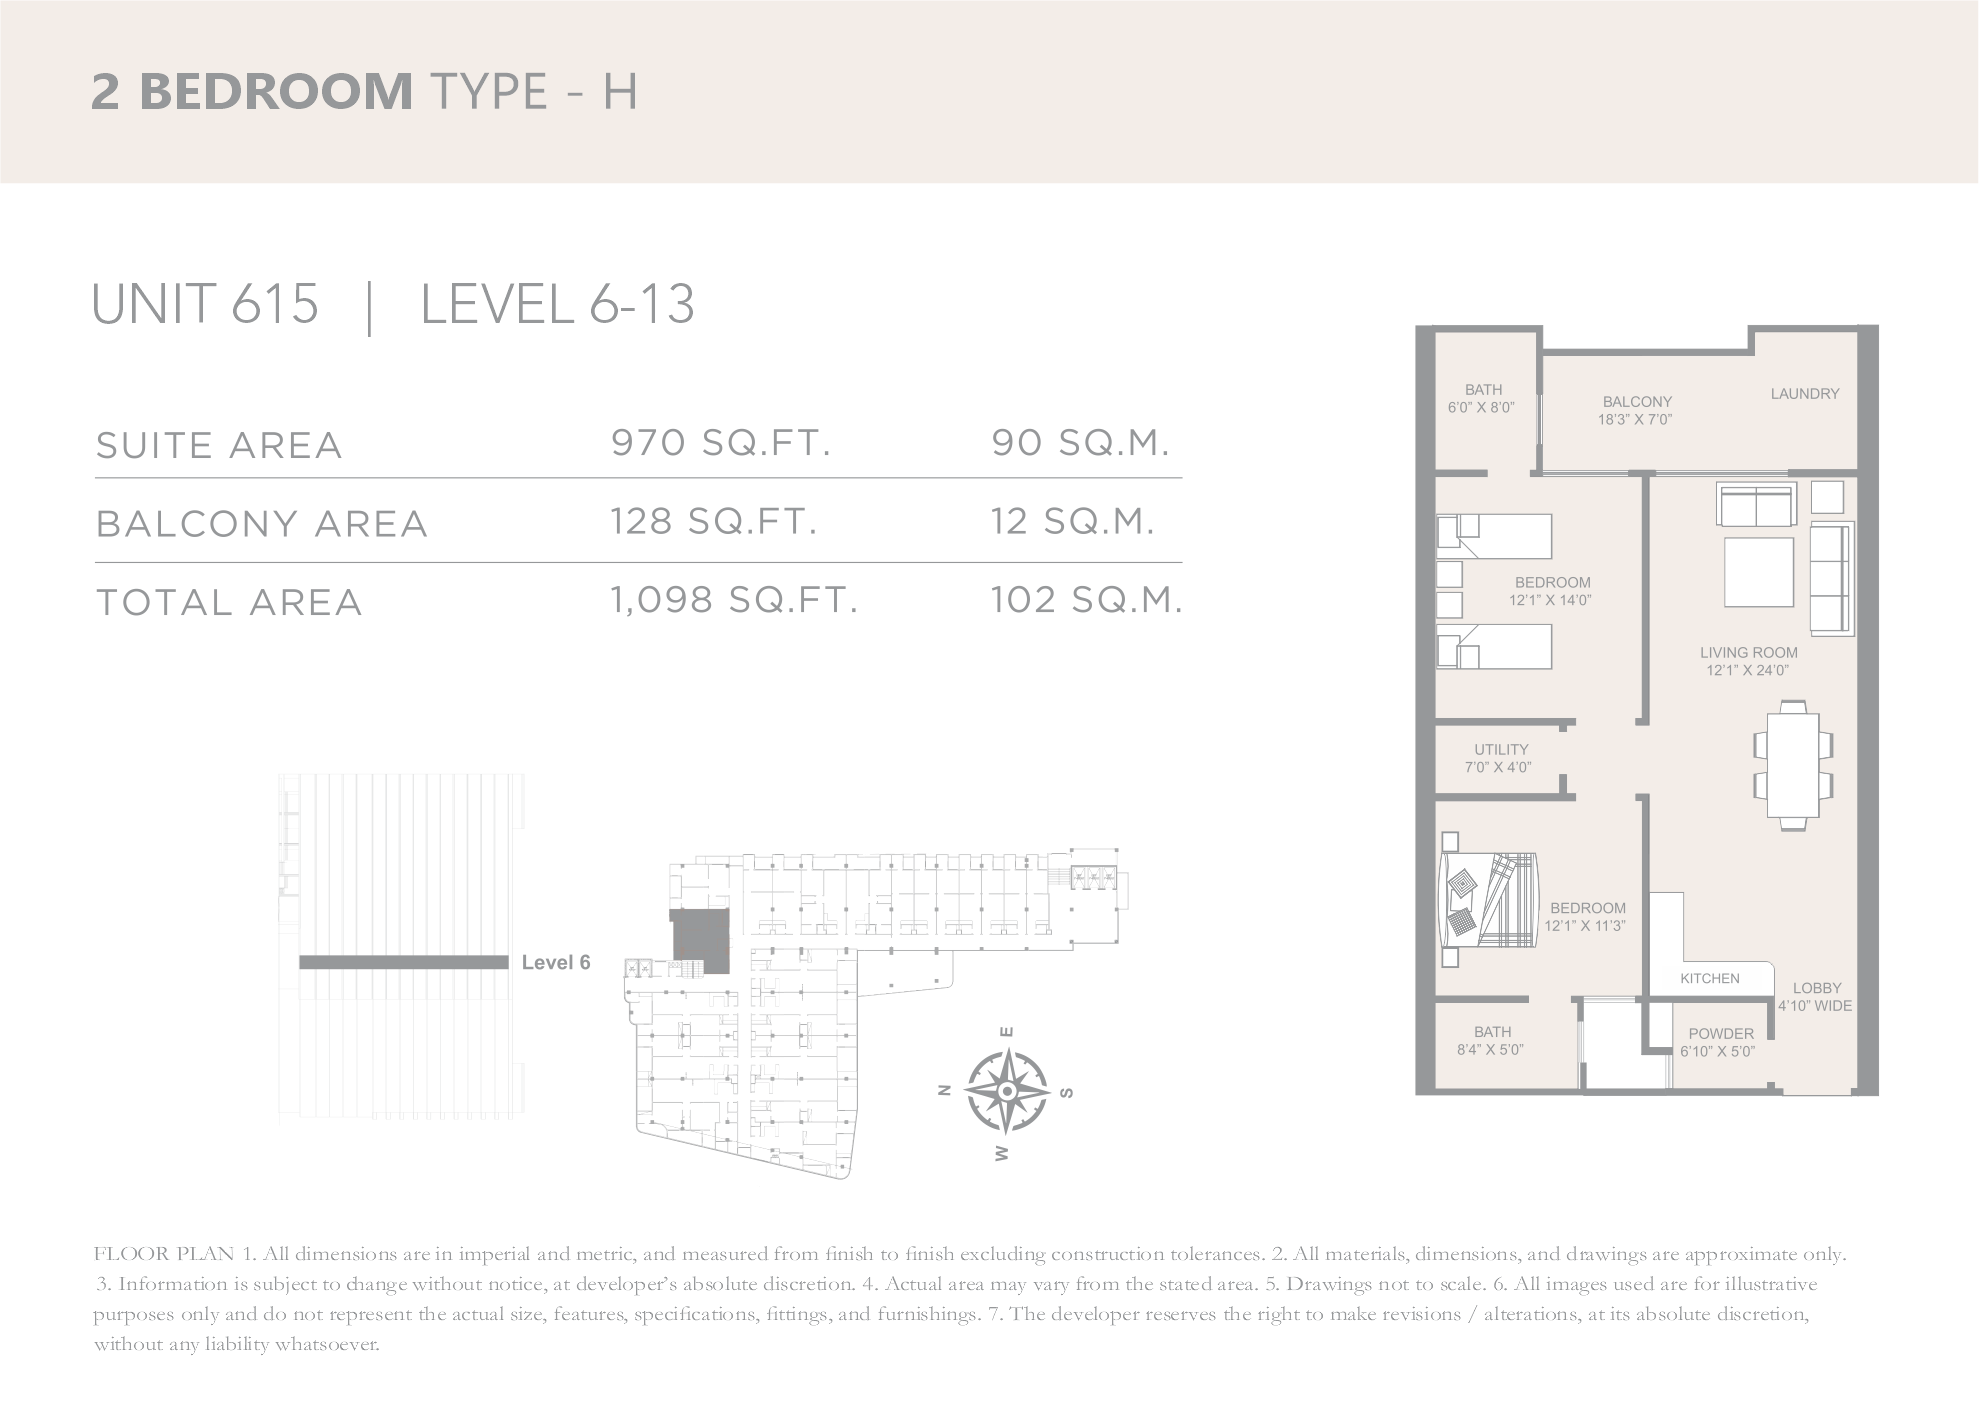 2 BEDROOM TYPE - H
UNIT 615 | LEVEL 6-13
SUITE AREA 970 SQ.FT. 90 SQ.M.
BALCONY AREA 128 SQ.FT. 12 SQ.M.
TOTAL AREA 1,098 SQ.FT. 102 SQ.M.
BATH
6'0" X 8'0"
BALCONY
18'3" X 7'0"
LAUNDRY
BEDROOM
12'1" X 14'0"
LIVING ROOM
12'1" X 24'0"
UTILITY
7'0" X 4'0"
BEDROOM
12'1" X 11'3"
KITCHEN
LOBBY
4'10" WIDE
BATH
8'4" X 5'0"
POWDER
6'10" X 5'0"
Level 6
E
N
S
W
FLOOR PLAN 1. All dimensions are in imperial and metric, and measured from finish to finish excluding construction tolerances. 2. All materials, dimensions, and drawings are approximate only.
3. Information is subject to change without notice, at developer's absolute discretion. 4. Actual area may vary from the stated area. 5. Drawings not to scale. 6. All images used are for illustrative
purposes only and do not represent the actual size, features, specifications, fittings, and furnishings. 7. The developer reserves the right to make revisions / alterations, at its absolute discretion,
without any liability whatsoever.